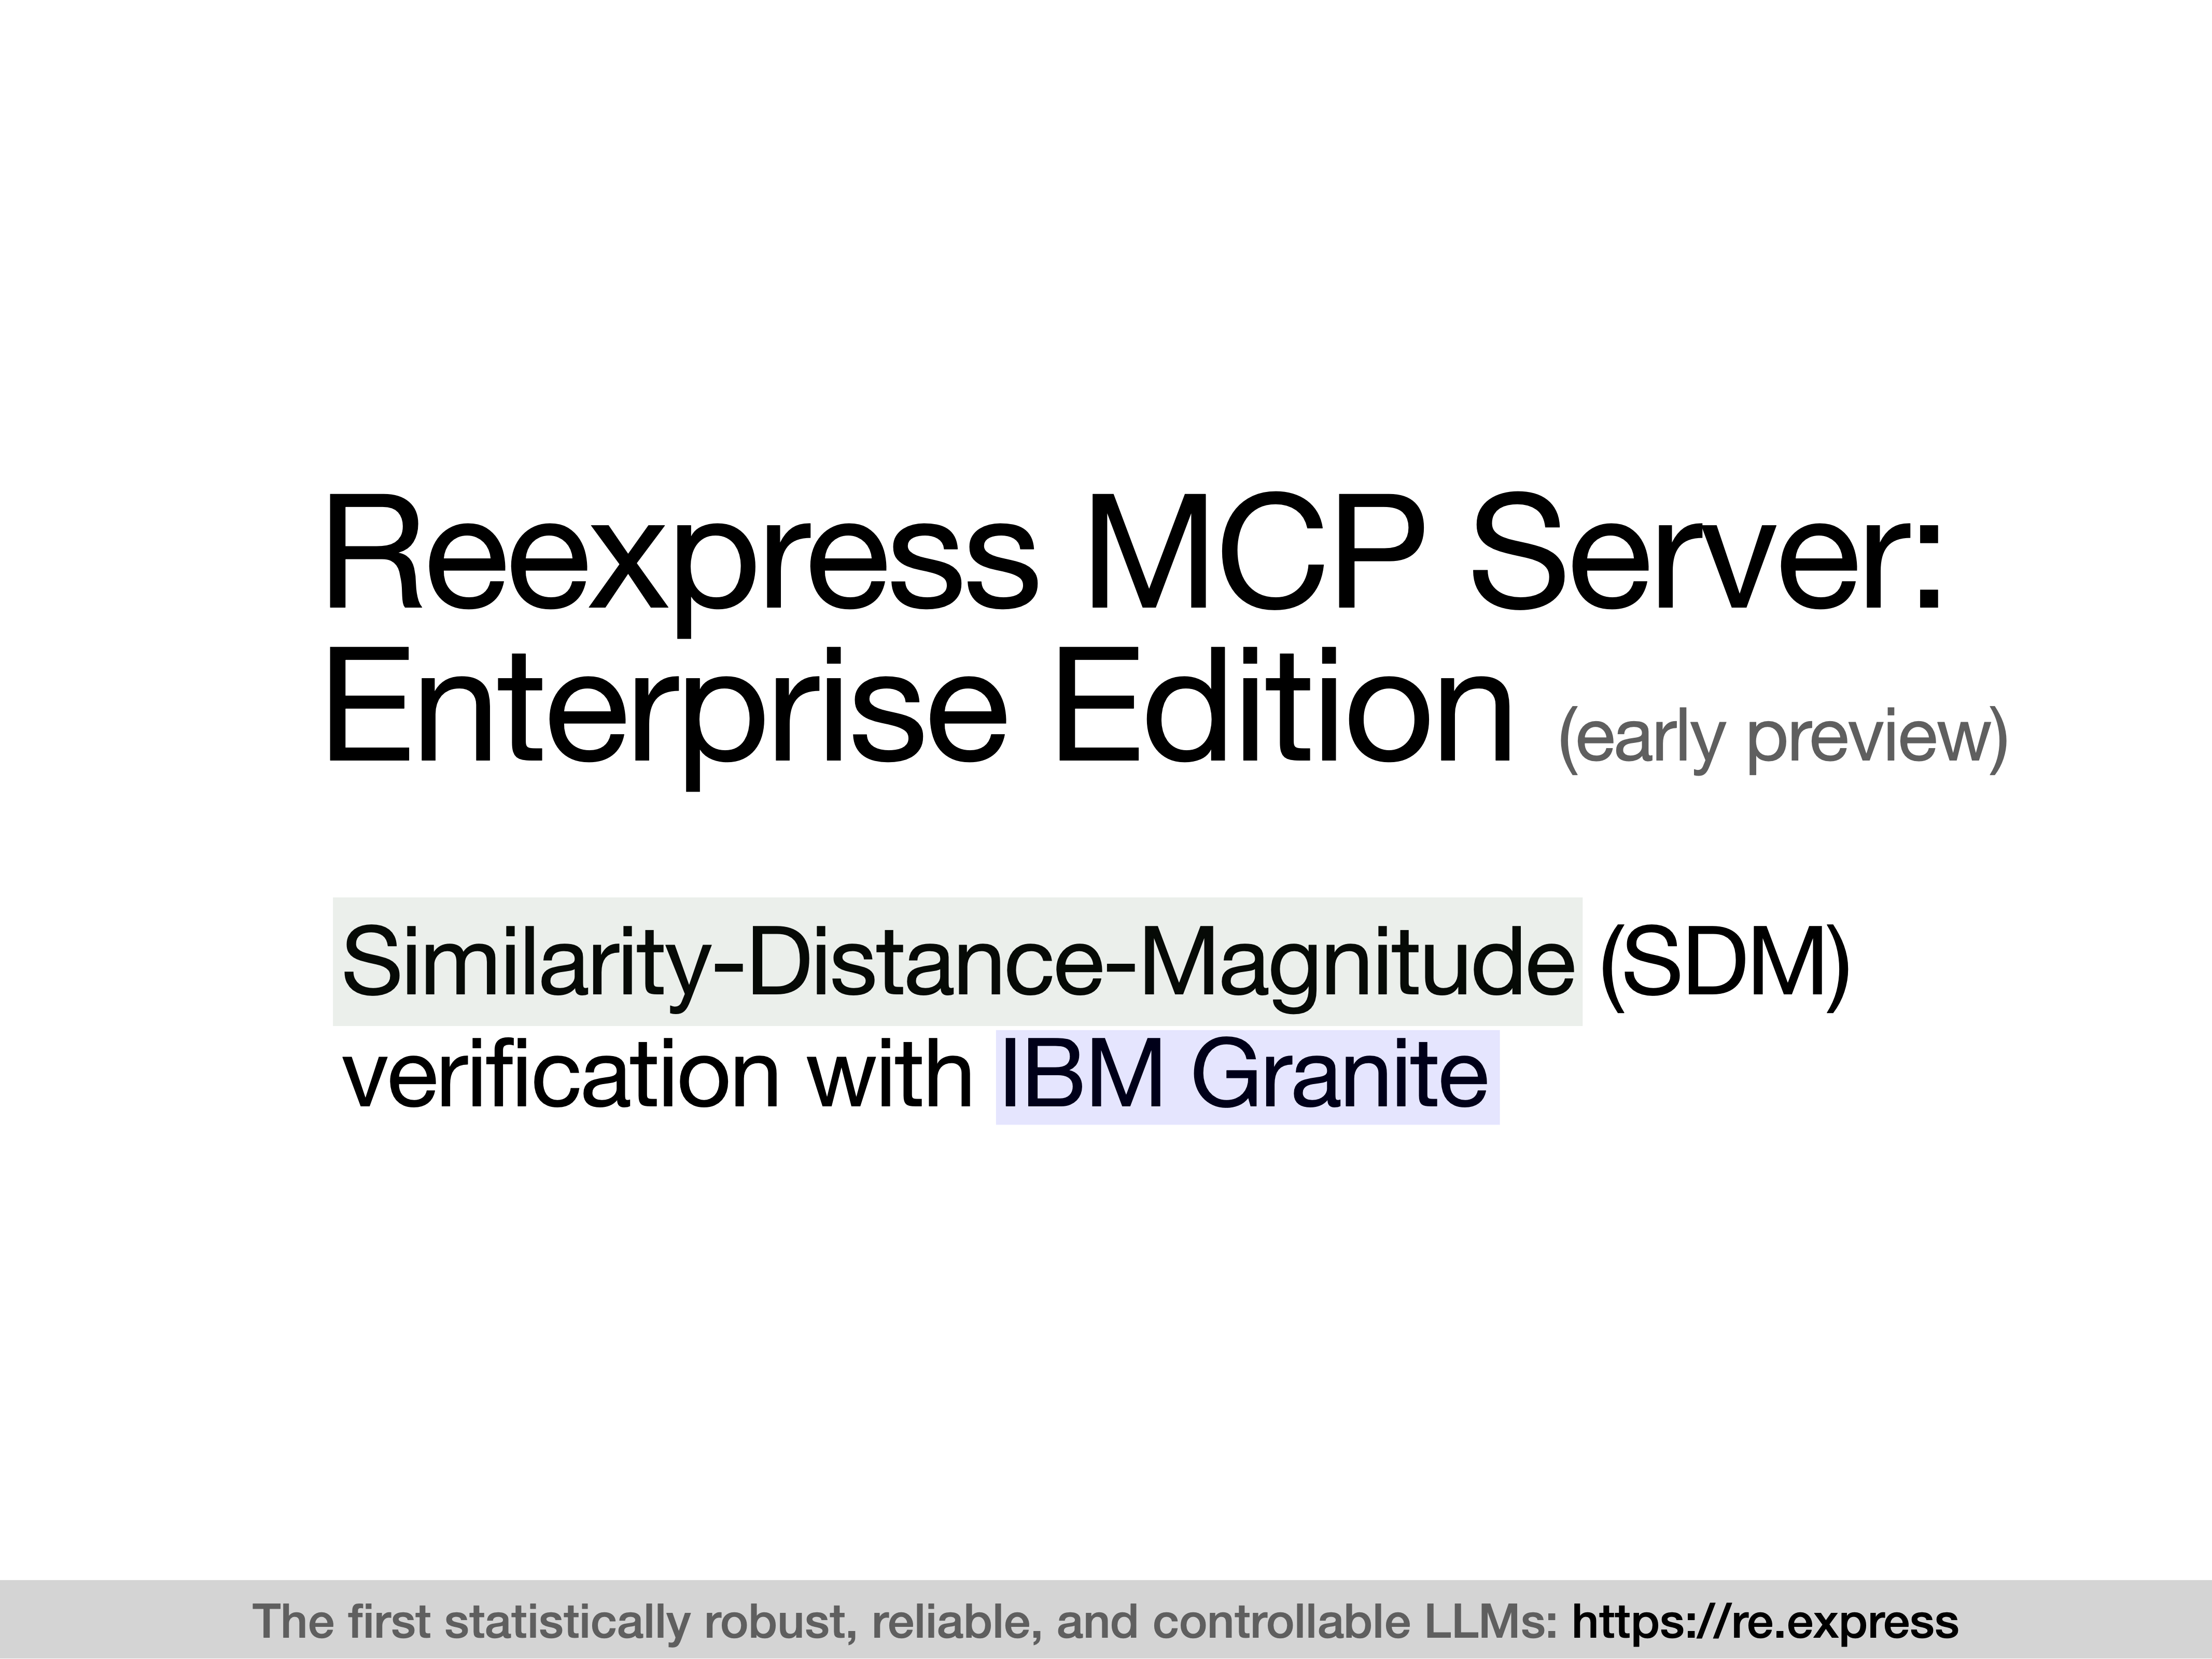 Reexpress MCP Server:
Enterprise Edition (early preview)
Similarity-Distance-Magnitude (SDM)
verification with IBM Granite
The first statistically robust, reliable, and controllable LLMs: https://re.express